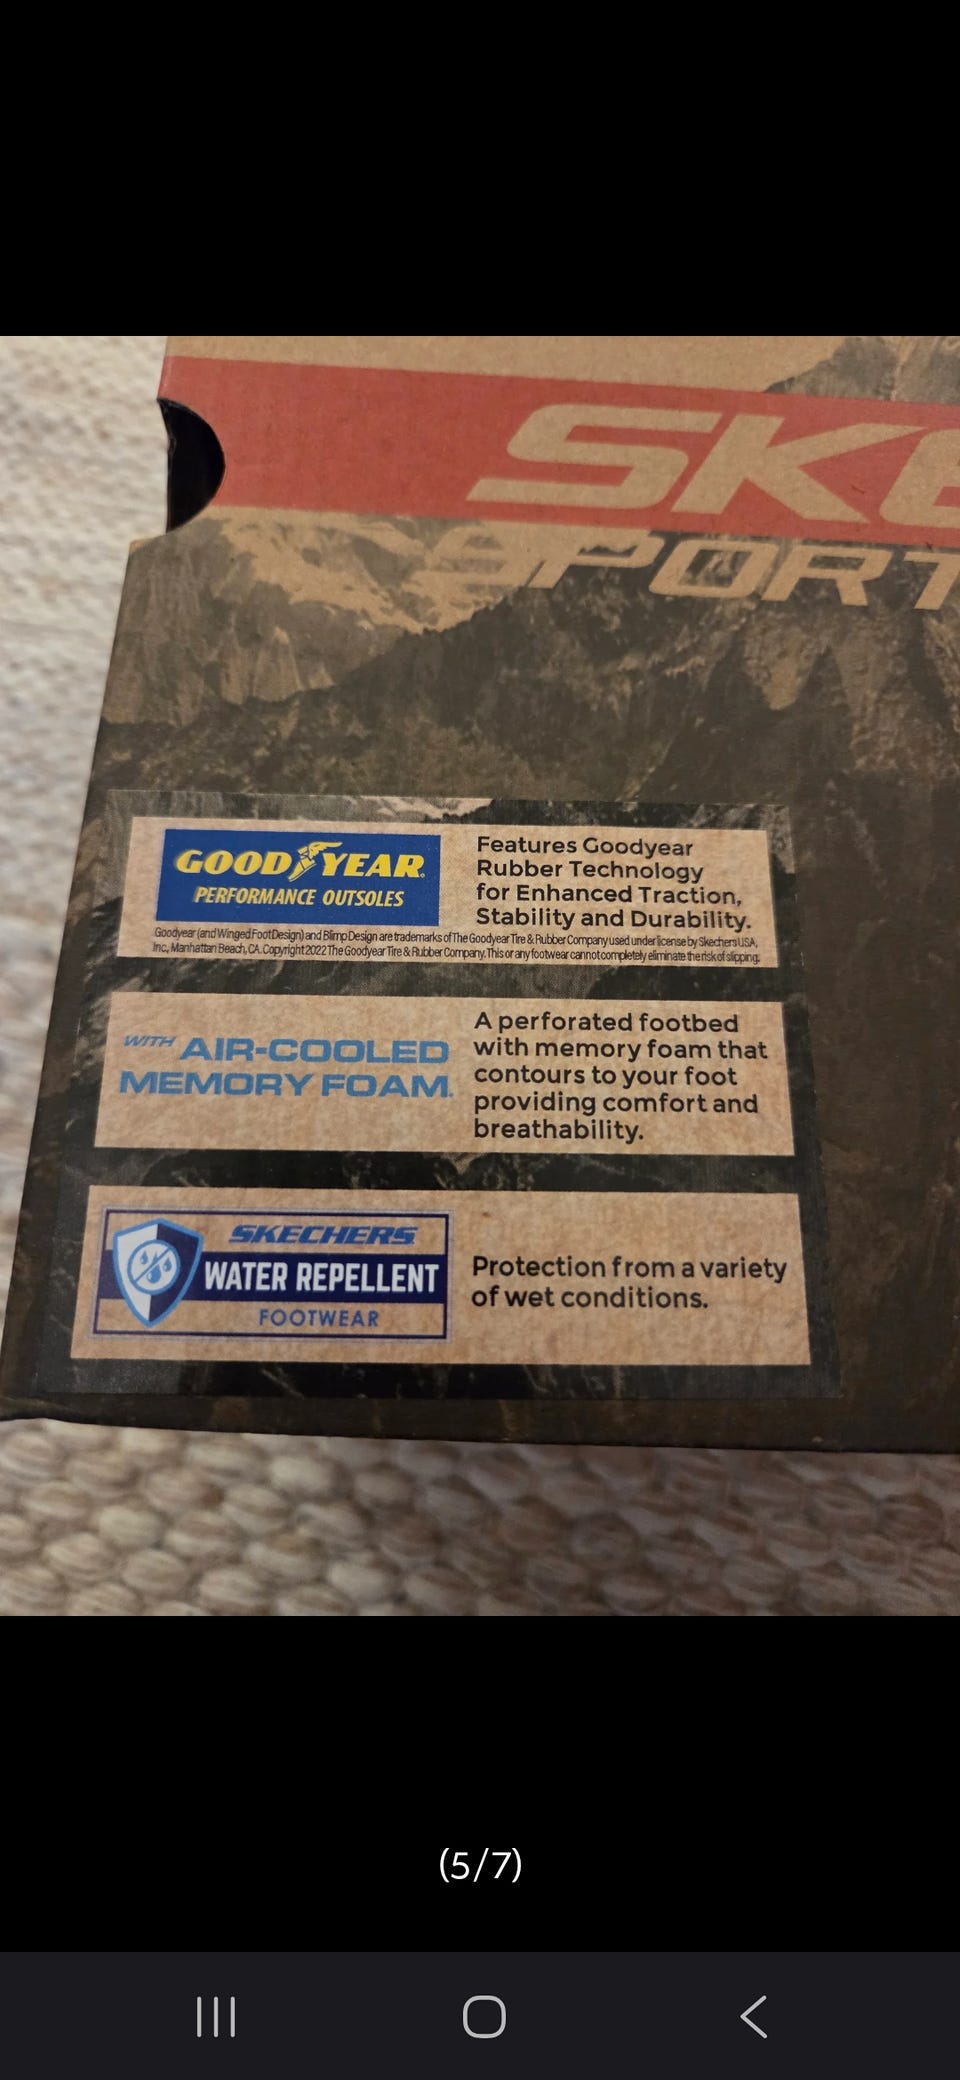 SKE
SPORT
GOODYEAR
PERFORMANCE OUTSOLES
Features Goodyear
Rubber Technology
for Enhanced Traction,
Stability and Durability.
Goodyear (and Winged Foot Design) and Blimp Design are trademarks of The Goodyear Tire & Rubber Company used under license by Skechers USA,
Inc, Manhattan Beach, CA. Copyright 2022 The Goodyear Tire & Rubber Company. This or any footwear cannot completely eliminate the risk of slipping.
WITH AIR-COOLED
MEMORY FOAM.
A perforated footbed
with memory foam that
contours to your foot
providing comfort and
breathability.
SKECHERS
WATER REPELLENT
FOOTWEAR
Protection from a variety
of wet conditions.
(5/7)